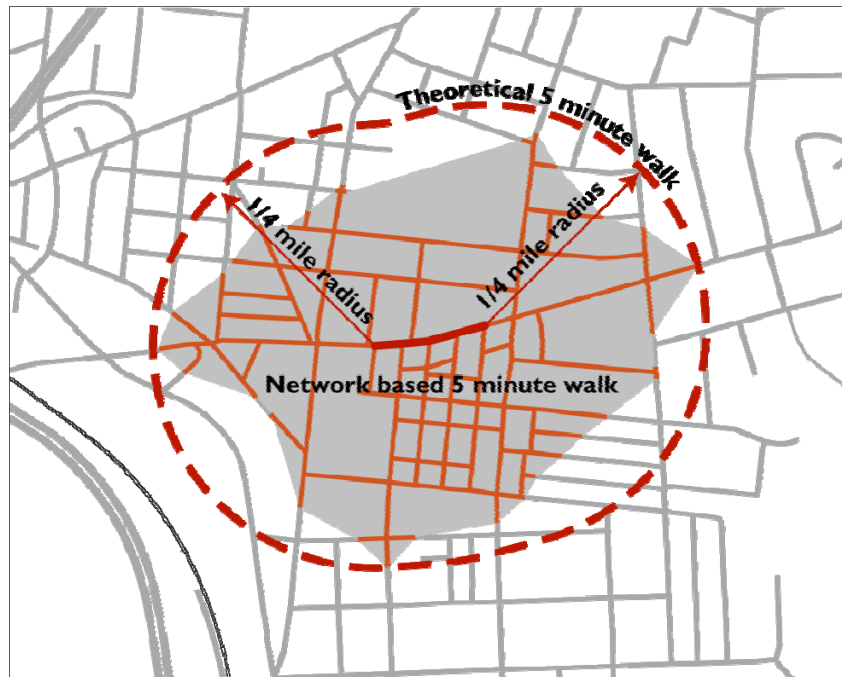 Theoretical 5 minute walk
1/4 mile radius
1/4 mile radius
Network based 5 minute walk